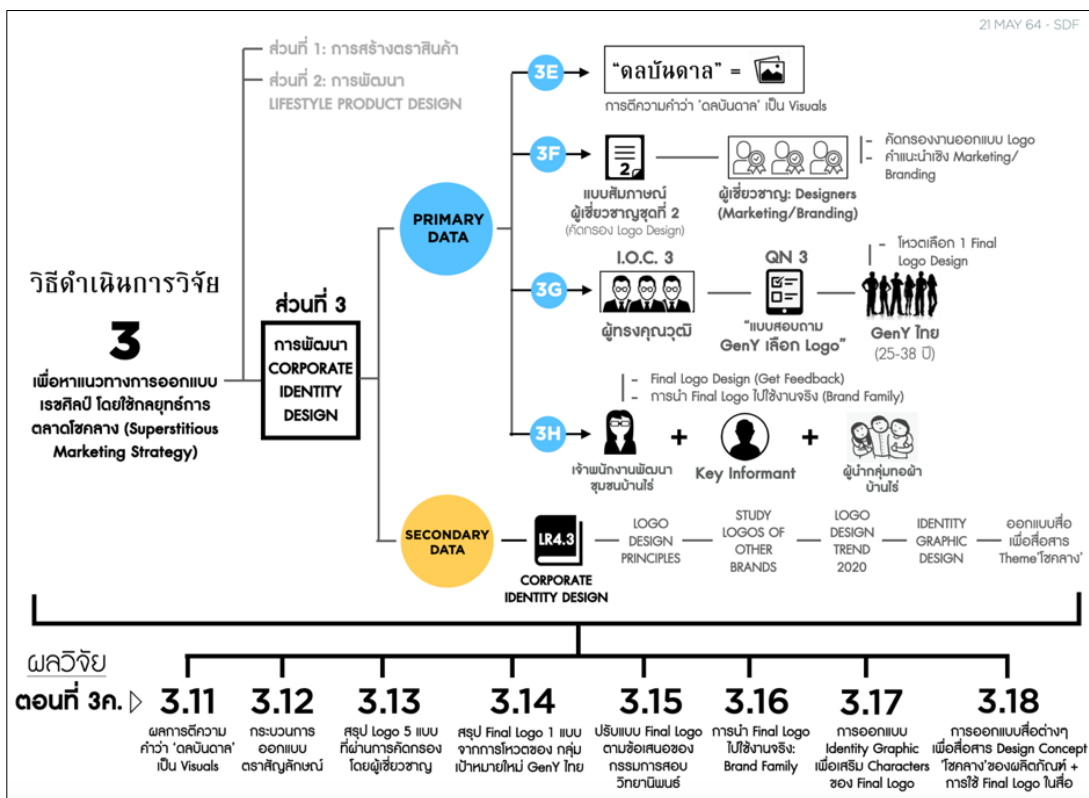 21 MAY 64 - SDF
ส่วนที่ 1: การสร้างตราสินค้า
ส่วนที่ 2: การพัฒนา
LIFESTYLE PRODUCT DESIGN
วิธีดำเนินการวิจัย
3
เพื่อหาแนวทางการออกแบบ
เรขศิลป์ โดยใช้กลยุทธ์การ
ตลาดโชคลาง (Superstitious
Marketing Strategy)
ส่วนที่ 3
การพัฒนา
CORPORATE
IDENTITY
DESIGN
PRIMARY
DATA
3E
"ดลบันดาล" =
การตีความคำว่า 'ดลบันดาล' เป็น Visuals
3F
2
แบบสัมภาษณ์
ผู้เชี่ยวชาญชุดที่ 2
(คัดกรอง Logo Design)
ผู้เชี่ยวชาญ: Designers
(Marketing/Branding)
- คัดกรองงานออกแบบ Logo
- คำแนะนำเชิง Marketing/
Branding
3G
I.O.C. 3
ผู้ทรงคุณวุฒิ
QN 3
"แบบสอบถาม
GenY เลือก Logo"
- โหวตเลือก 1 Final
Logo Design
GenY ไทย
(25-38 ปี)
3H
- Final Logo Design (Get Feedback)
- การนำ Final Logo ไปใช้งานจริง (Brand Family)
เจ้าพนักงานพัฒนา
ชุมชนบ้านไร่
+
Key Informant
+
ผู้นำกลุ่มทอผ้า
บ้านไร่
SECONDARY
DATA
LR4.3
CORPORATE
IDENTITY DESIGN
LOGO
DESIGN
PRINCIPLES
STUDY
LOGOS OF
OTHER
BRANDS
LOGO
DESIGN
TREND
2020
IDENTITY
GRAPHIC
DESIGN
ออกแบบสื่อ
เพื่อสื่อสาร
Theme'โชคลาง'
ผลวิจัย
ตอนที่ 3ค.
3.11
ผลการตีความ
คำว่า 'ดลบันดาล'
เป็น Visuals
3.12
กระบวนการ
ออกแบบ
ตราสัญลักษณ์
3.13
สรุป Logo 5 แบบ
ที่ผ่านการคัดกรอง
โดยผู้เชี่ยวชาญ
3.14
สรุป Final Logo 1 แบบ
จากการโหวตของ กลุ่ม
เป้าหมายใหม่ GenY ไทย
3.15
ปรับแบบ Final Logo
ตามข้อเสนอของ
กรรมการสอบ
วิทยานิพนธ์
3.16
การนำ Final Logo
ไปใช้งานจริง:
Brand Family
3.17
การออกแบบ
Identity Graphic
เพื่อเสริม Characters
ของ Final Logo
3.18
การออกแบบสื่อต่างๆ
เพื่อสื่อสาร Design Concept
'โชคลาง'ของผลิตภัณฑ์ +
การใช้ Final Logo ในสื่อ